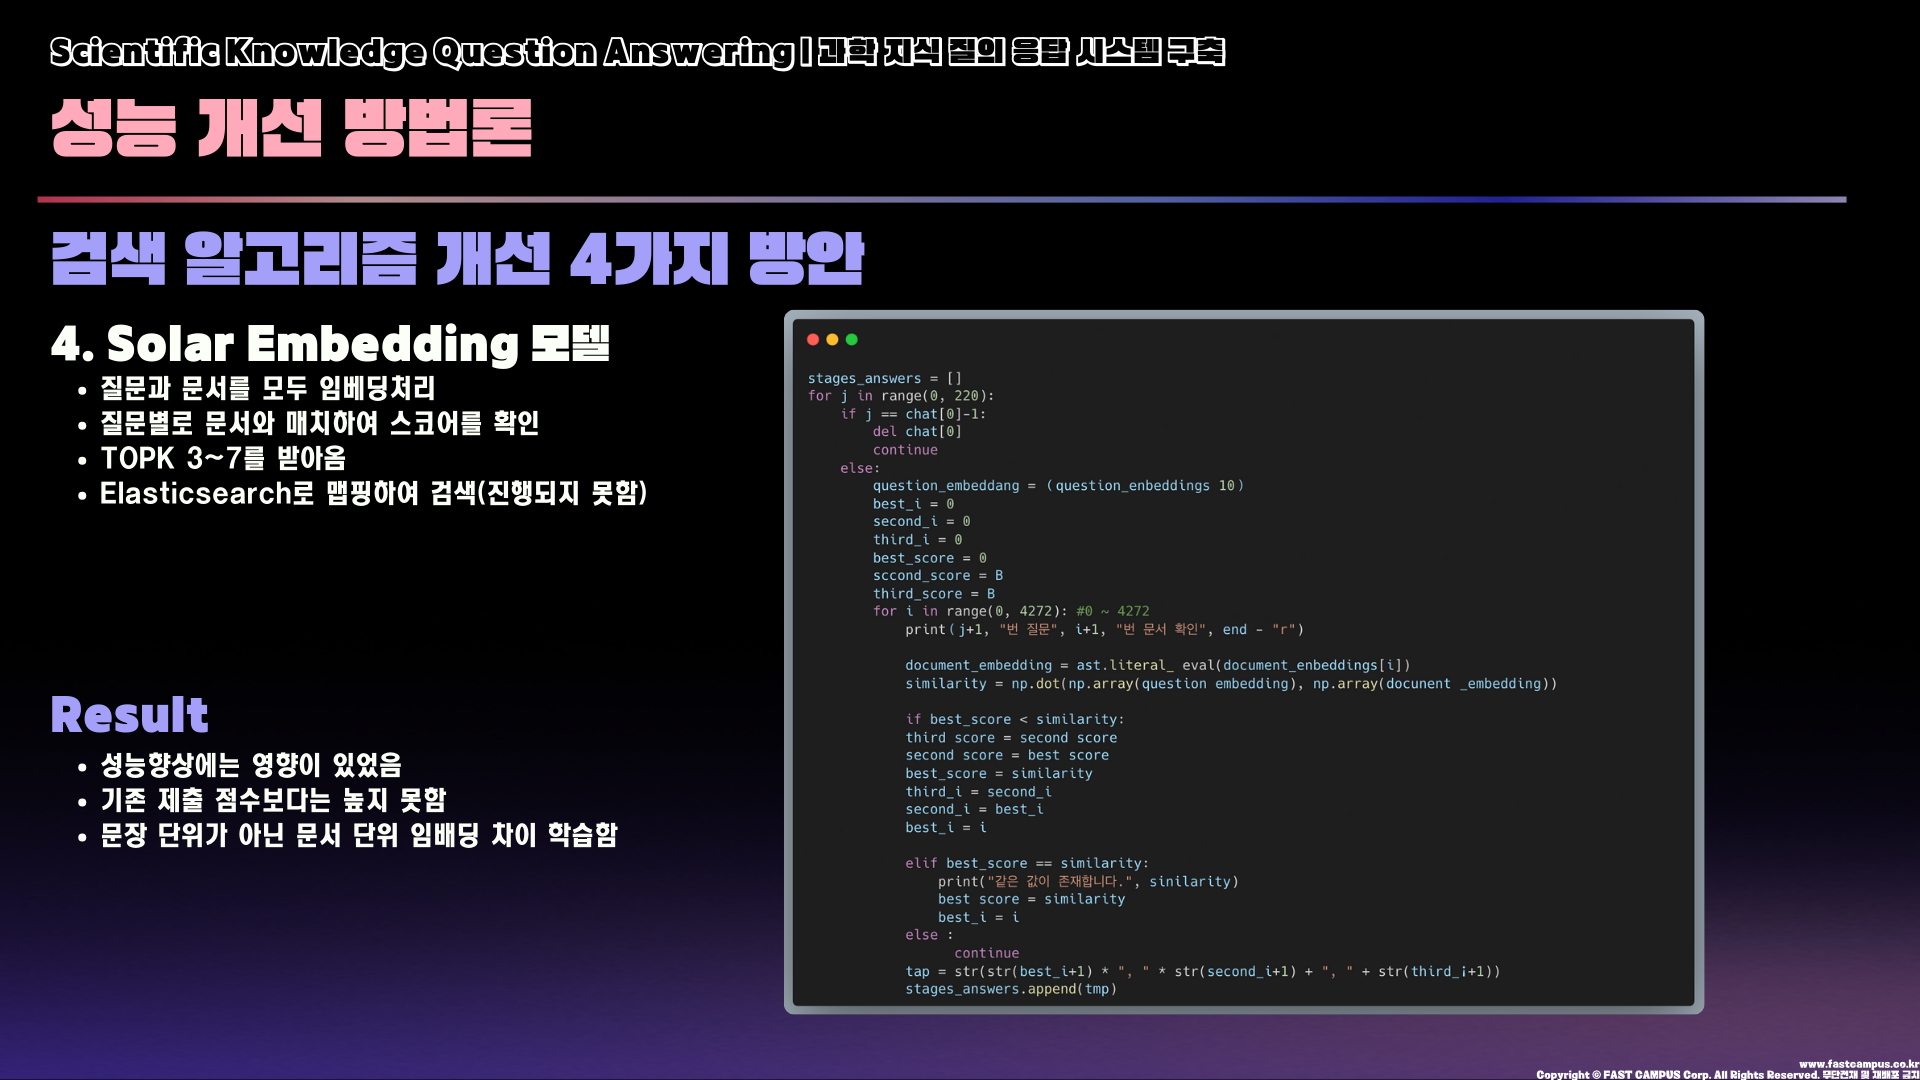 Scientific Knowledge Question Answering | 과학 지식 질의 응답 시스템 구축
성능 개선 방법론
검색 알고리즘 개선 4가지 방안
4. Solar Embedding 모델
• 질문과 문서를 모두 임베딩처리
• 질문별로 문서와 매치하여 스코어를 확인
• TOPK 3~7를 받아옴
• Elasticsearch로 맵핑하여 검색(진행되지 못함)
Result
• 성능향상에는 영향이 있었음
• 기존 제출 점수보다는 높지 못함
• 문장 단위가 아닌 문서 단위 임배딩 차이 학습함
stages_answers = []
for j in range(0, 220):
    if j == chat[0]-1:
        del chat[0]
        continue
    else:
        question_embeddang = (question_enbeddings 10)
        best_i = 0
        second_i = 0
        third_i = 0
        best_score = 0
        sccond_score = B
        third_score = B
        for i in range(0, 4272): #0 ~ 4272
            print(j+1, "번 질문", i+1, "번 문서 확인", end - "r")
            document_embedding = ast.literal_ eval(document_enbeddings[i])
            similarity = np.dot(np.array(question embedding), np.array(docunent _embedding))
            if best_score < similarity:
            third score = second score
            second score = best score
            best_score = similarity
            third_i = second_i
            second_i = best_i
            best_i = i
            elif best_score == similarity:
                print("같은 값이 존재합니다.", sinilarity)
                best score = similarity
                best_i = i
            else :
                  continue
            tap = str(str(best_i+1) * ", " * str(second_i+1) + ", " + str(third_i+1))
            stages_answers.append(tmp)
www.fastcampus.co.kr
Copyright © FAST CAMPUS Corp. All Rights Reserved. 무단전재 및 재배포 금지